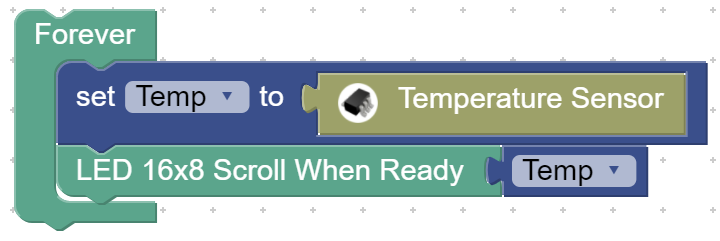 Forever
set Temp to Temperature Sensor
LED 16x8 Scroll When Ready Temp